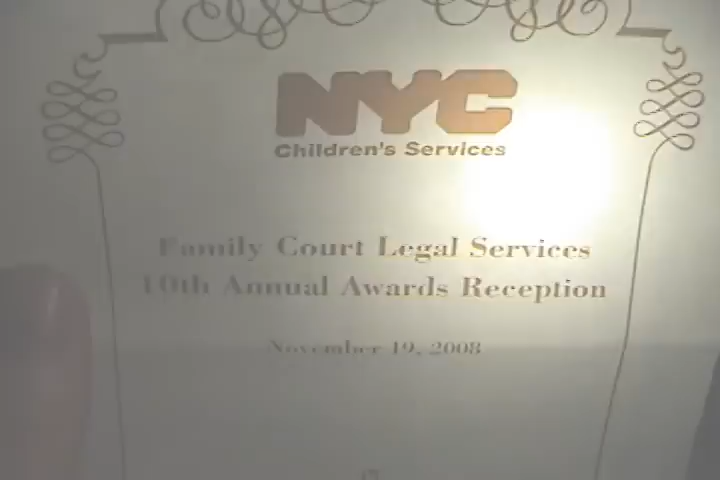 NYC
Children's Services
Family Court Legal Services
10th Annual Awards Reception
November 19, 2008